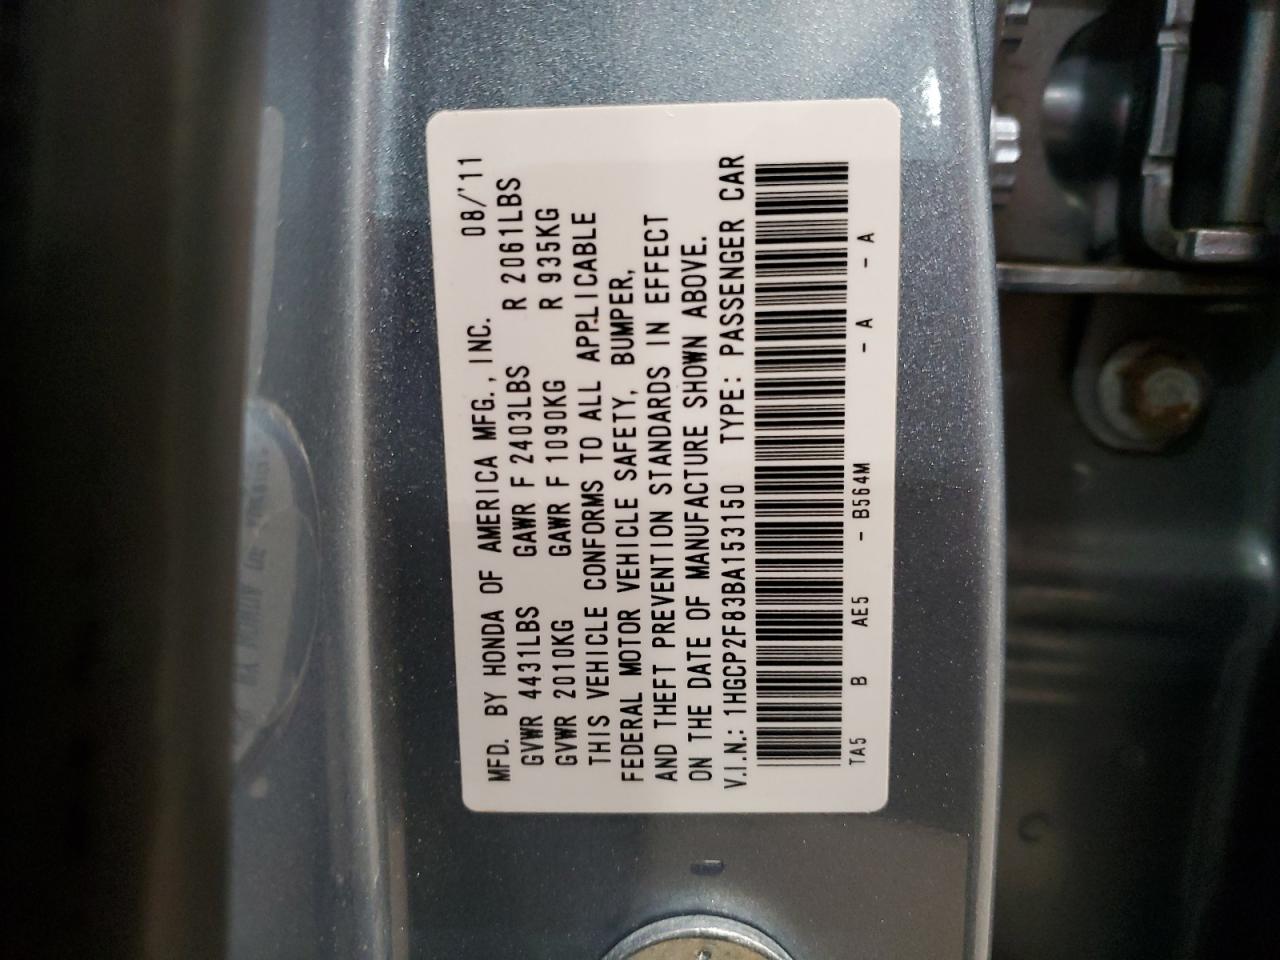 MFD. BY HONDA OF AMERICA MFG., INC. 08/'11
GVWR 4431LBS GAWR F 2403LBS R 2061LBS
GVWR 2010KG GAWR F 1090KG R 935KG
THIS VEHICLE CONFORMS TO ALL APPLICABLE
FEDERAL MOTOR VEHICLE SAFETY, BUMPER,
AND THEFT PREVENTION STANDARDS IN EFFECT
ON THE DATE OF MANUFACTURE SHOWN ABOVE.
V.I.N.: 1HGCP2F83BA153150 TYPE: PASSENGER CAR
TA5 B AE5 - B564M - A - A